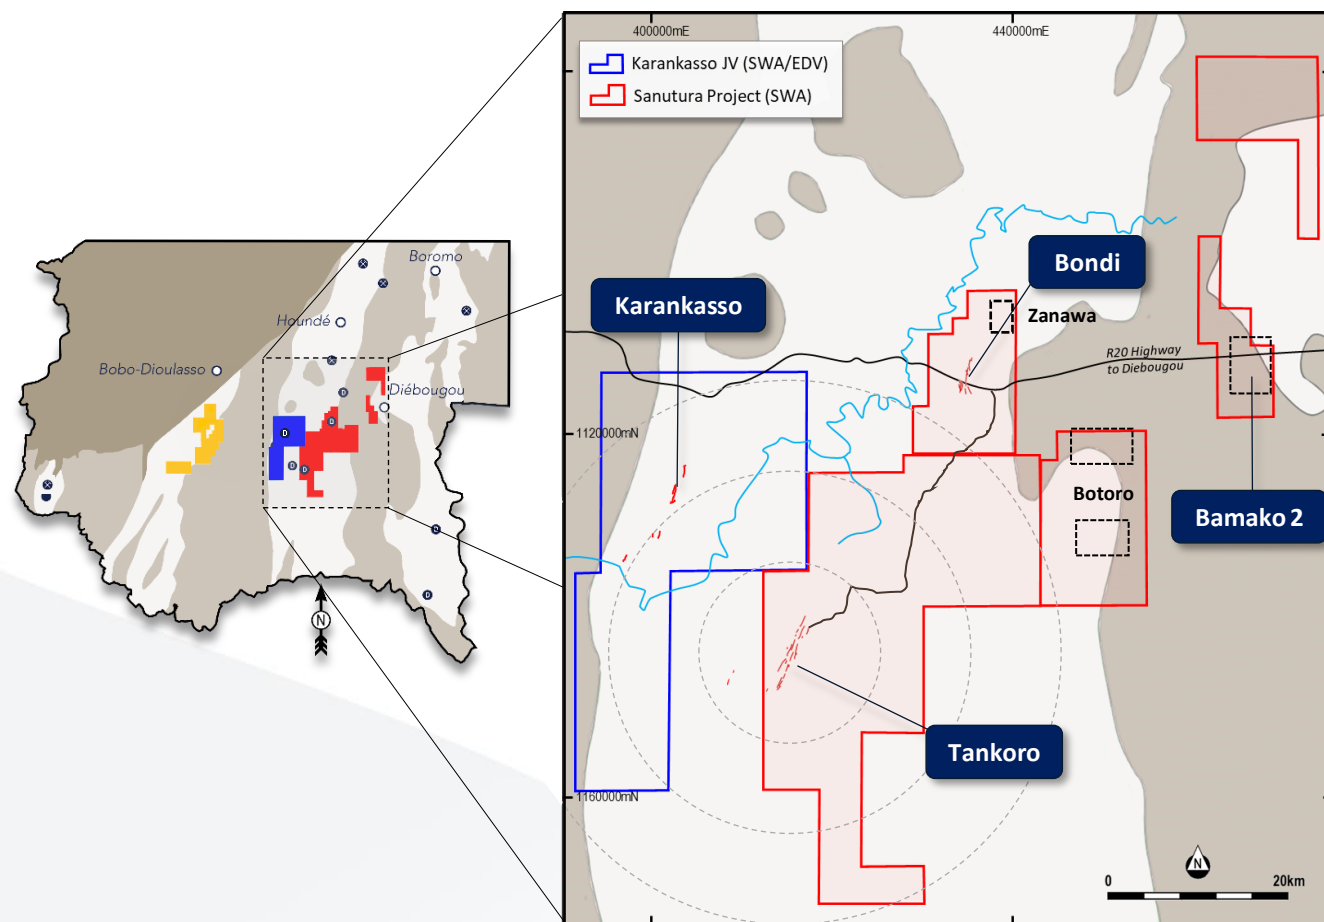 400000mE
440000mE
Karankasso JV (SWA/EDV)
Sanutura Project (SWA)
Boromo
Houndé
Bobo-Dioulasso
Diébougou
D
D
D
D
D
D
D
N
Bondi
Karankasso
Zanawa
R20 Highway
to Diebougou
1120000mN
Botoro
Bamako 2
Tankoro
1160000mN
N
0
20km